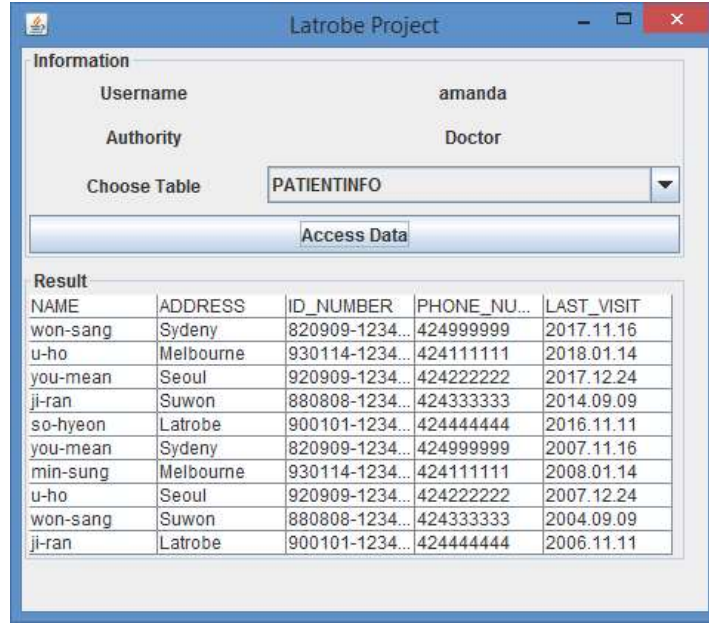 Latrobe Project
Information
Username amanda
Authority Doctor
Choose Table PATIENTINFO
Access Data
Result
NAME ADDRESS ID_NUMBER PHONE_NU... LAST_VISIT
won-sang Sydeny 820909-1234... 424999999 2017.11.16
u-ho Melbourne 930114-1234... 424111111 2018.01.14
you-mean Seoul 920909-1234... 424222222 2017.12.24
ji-ran Suwon 880808-1234... 424333333 2014.09.09
so-hyeon Latrobe 900101-1234... 424444444 2016.11.11
you-mean Sydeny 820909-1234... 424999999 2007.11.16
min-sung Melbourne 930114-1234... 424111111 2008.01.14
u-ho Seoul 920909-1234... 424222222 2007.12.24
won-sang Suwon 880808-1234... 424333333 2004.09.09
ji-ran Latrobe 900101-1234... 424444444 2006.11.11